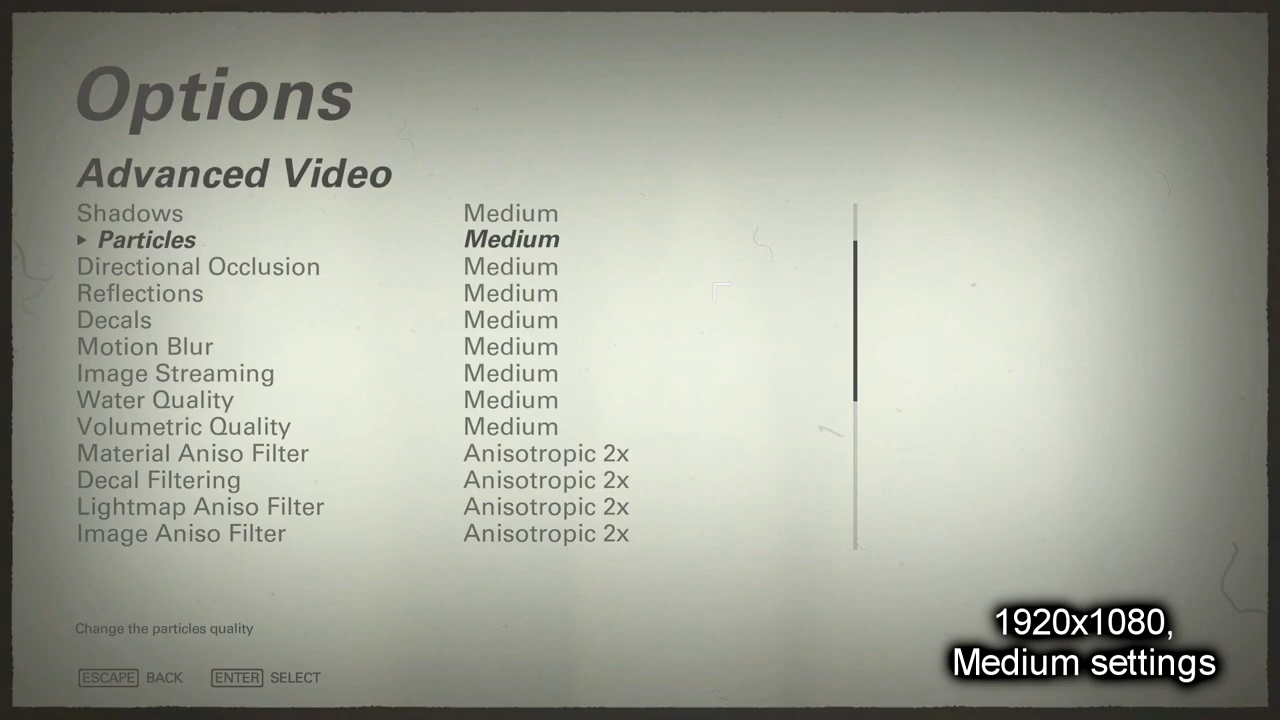 Options
Advanced Video
Shadows Medium
Particles Medium
Directional Occlusion Medium
Reflections Medium
Decals Medium
Motion Blur Medium
Image Streaming Medium
Water Quality Medium
Volumetric Quality Medium
Material Aniso Filter Anisotropic 2x
Decal Filtering Anisotropic 2x
Lightmap Aniso Filter Anisotropic 2x
Image Aniso Filter Anisotropic 2x
Change the particles quality
ESCAPE BACK ENTER SELECT
1920x1080,
Medium settings